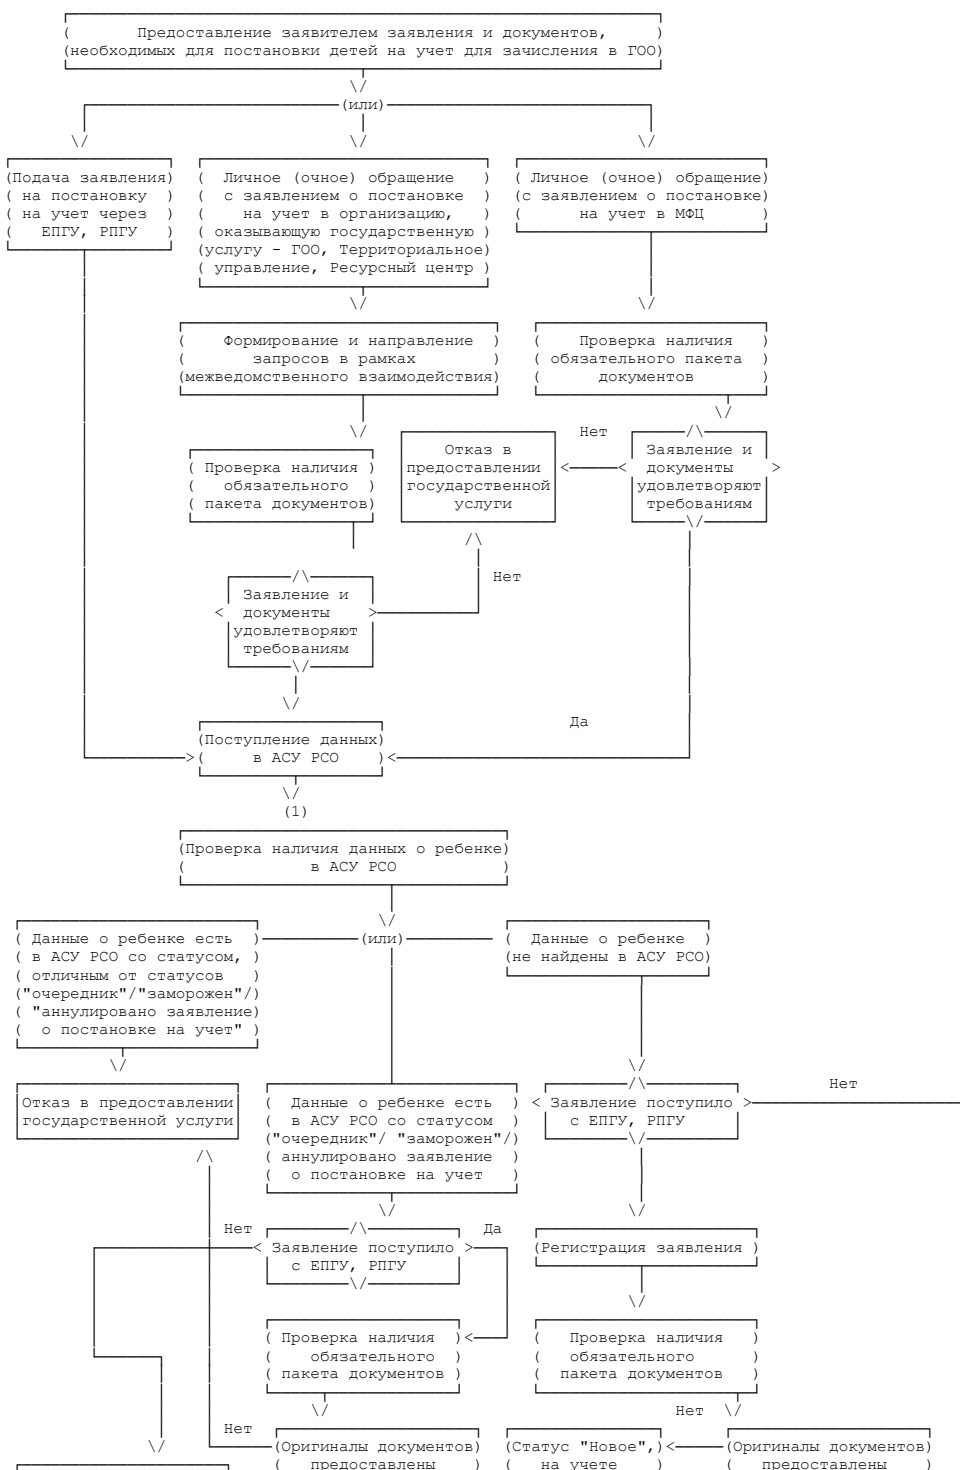 Предоставление заявителем заявления и документов,
(необходимых для постановки детей на учет для зачисления в ГОО)
(или)
(Подача заявления)
( на постановку )
( на учет через )
( ЕПГУ, РПГУ )
( Личное (очное) обращение )
( с заявлением о постановке )
( на учет в организацию, )
( оказывающую государственную )
(услугу - ГОО, Территориальное)
( управление, Ресурсный центр )
( Личное (очное) обращение)
(с заявлением о постановке)
( на учет в МФЦ )
( Формирование и направление )
( запросов в рамках )
(межведомственного взаимодействия)
( Проверка наличия )
( обязательного пакета )
( документов )
( Проверка наличия )
( обязательного )
( пакета документов)
Отказ в
предоставлении
государственной
услуги
Нет
Заявление и
документы
удовлетворяют
требованиям
Нет
Заявление и
документы
удовлетворяют
требованиям
Да
(Поступление данных)
( в АСУ РСО )
(1)
(Проверка наличия данных о ребенке)
( в АСУ РСО )
(или)
( Данные о ребенке есть )
( в АСУ РСО со статусом, )
( отличным от статусов )
("очередник"/"заморожен"/)
( "аннулировано заявление)
( о постановке на учет" )
( Данные о ребенке )
(не найдены в АСУ РСО)
Отказ в предоставлении
государственной услуги
( Данные о ребенке есть )
( в АСУ РСО со статусом )
("очередник"/ "заморожен"/)
( аннулировано заявление )
( о постановке на учет )
Заявление поступило
с ЕПГУ, РПГУ
Нет
Нет
Заявление поступило
с ЕПГУ, РПГУ
Да
(Регистрация заявления )
( Проверка наличия )
( обязательного )
( пакета документов )
( Проверка наличия )
( обязательного )
( пакета документов )
Нет
Нет
(Оригиналы документов)
( предоставлены )
(Статус "Новое",)
( на учете )
(Оригиналы документов)
( предоставлены )